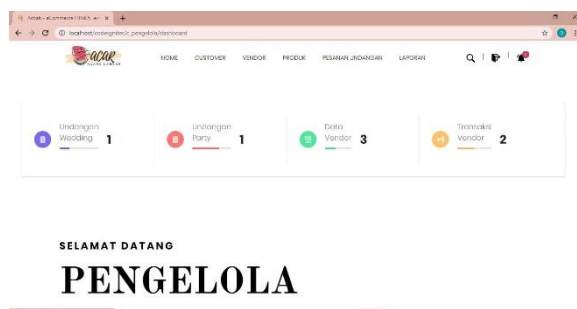 localhost/codeigniter/c_pengelola/dashboard
acar
HOME CUSTOMER VENDOR PRODUK PESANAN UNDANGAN LAPORAN
Undangan
Wedding 1
Undangan
Party 1
Data
Vendor 3
Transaksi
Vendor 2
SELAMAT DATANG
PENGELOLA